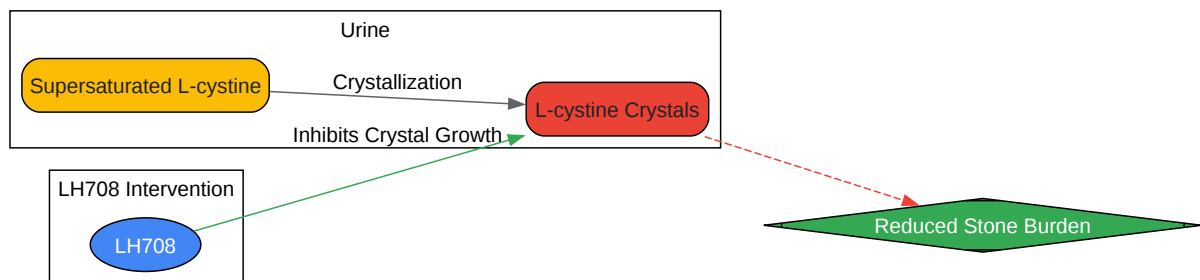 Urine
Supersaturated L-cystine
Crystallization
L-cystine Crystals
Inhibits Crystal Growth
LH708 Intervention
LH708
Reduced Stone Burden